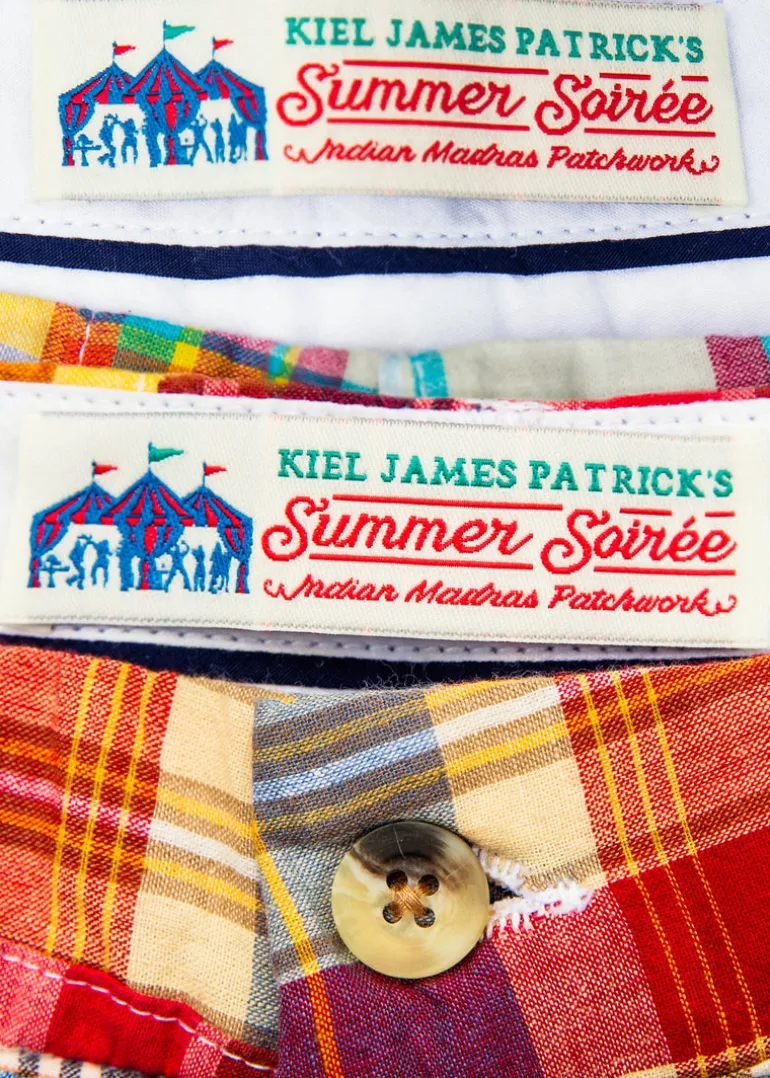 KIEL JAMES PATRICK'S
Summer Soirée
Indian Madras Patchwork
KIEL JAMES PATRICK'S
Summer Soirée
Indian Madras Patchwork